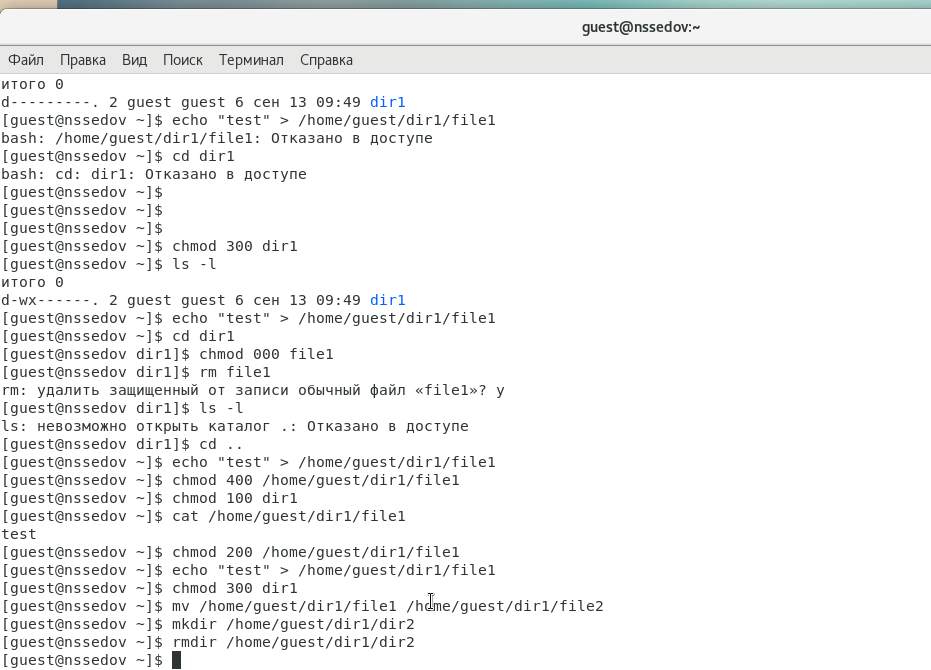 guest@nssedov:~
Файл Правка Вид Поиск Терминал Справка
итого 0
d---------. 2 guest guest 6 сен 13 09:49 dir1
[guest@nssedov ~]$ echo "test" > /home/guest/dir1/file1
bash: /home/guest/dir1/file1: Отказано в доступе
[guest@nssedov ~]$ cd dir1
bash: cd: dir1: Отказано в доступе
[guest@nssedov ~]$
[guest@nssedov ~]$
[guest@nssedov ~]$
[guest@nssedov ~]$ chmod 300 dir1
[guest@nssedov ~]$ ls -l
итого 0
d-wx------. 2 guest guest 6 сен 13 09:49 dir1
[guest@nssedov ~]$ echo "test" > /home/guest/dir1/file1
[guest@nssedov ~]$ cd dir1
[guest@nssedov dir1]$ chmod 000 file1
[guest@nssedov dir1]$ rm file1
rm: удалить защищенный от записи обычный файл «file1»? y
[guest@nssedov dir1]$ ls -l
ls: невозможно открыть каталог .: Отказано в доступе
[guest@nssedov dir1]$ cd ..
[guest@nssedov ~]$ echo "test" > /home/guest/dir1/file1
[guest@nssedov ~]$ chmod 400 /home/guest/dir1/file1
[guest@nssedov ~]$ chmod 100 dir1
[guest@nssedov ~]$ cat /home/guest/dir1/file1
test
[guest@nssedov ~]$ chmod 200 /home/guest/dir1/file1
[guest@nssedov ~]$ echo "test" > /home/guest/dir1/file1
[guest@nssedov ~]$ chmod 300 dir1
[guest@nssedov ~]$ mv /home/guest/dir1/file1 /home/guest/dir1/file2
[guest@nssedov ~]$ mkdir /home/guest/dir1/dir2
[guest@nssedov ~]$ rmdir /home/guest/dir1/dir2
[guest@nssedov ~]$